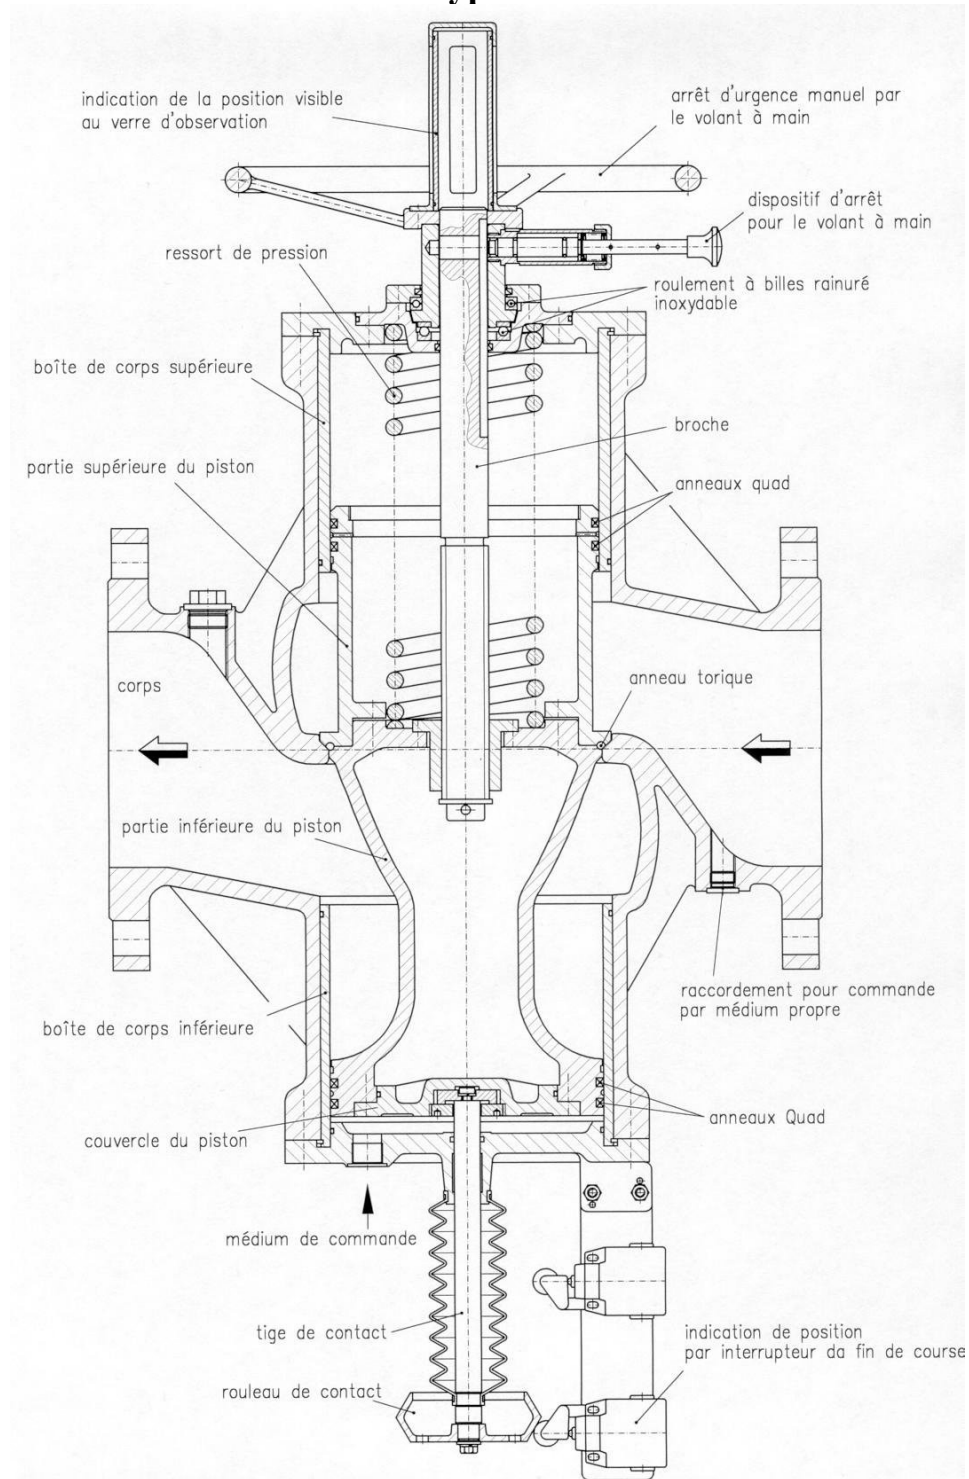 indication de la position visible
au verre d'observation
arrêt d'urgence manuel par
le volant à main
dispositif d'arrêt
pour le volant à main
ressort de pression
roulement à billes rainuré
inoxydable
boîte de corps supérieure
broche
partie supérieure du piston
anneaux quad
corps
anneau torique
partie inférieure du piston
raccordement pour commande
par médium propre
boîte de corps inférieure
anneaux Quad
couvercle du piston
médium de commande
tige de contact
indication de position
par interrupteur da fin de course
rouleau de contact